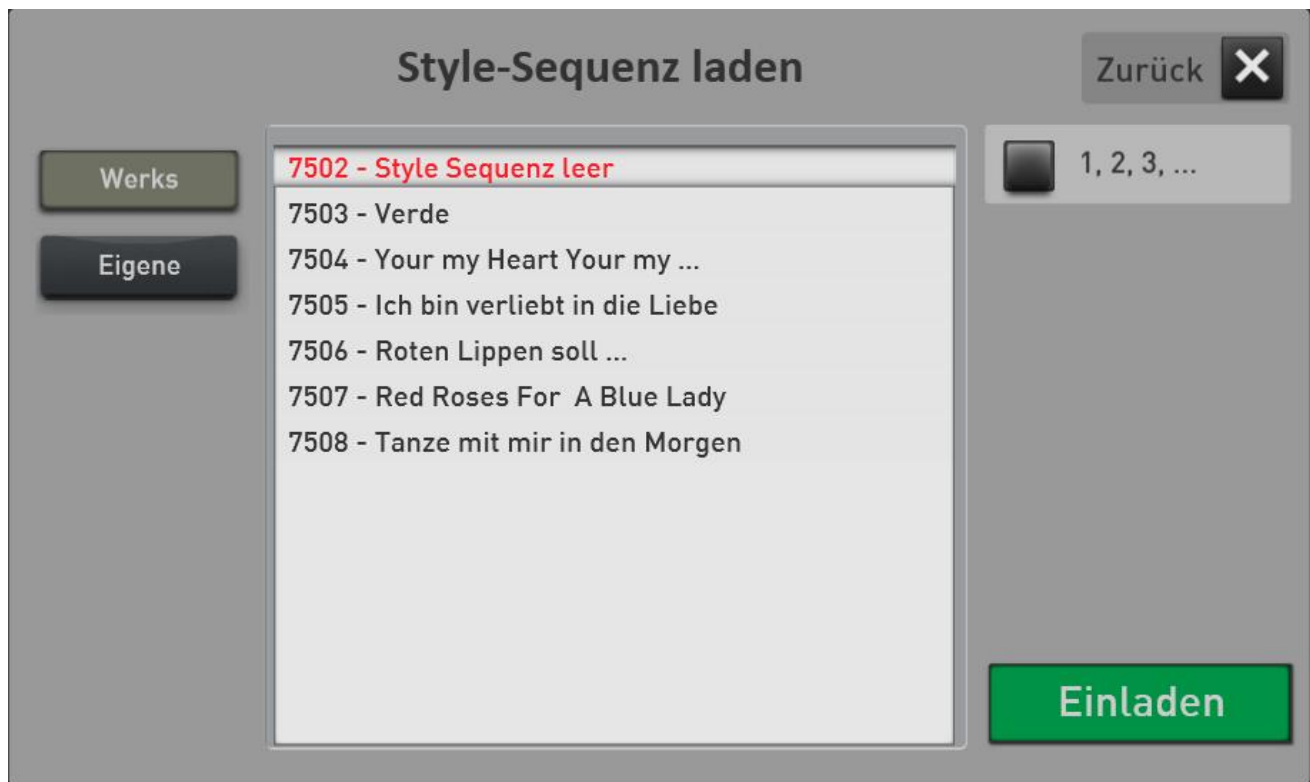 Style-Sequenz laden
Zurück
Werks
Eigene
7502 - Style Sequenz leer
7503 - Verde
7504 - Your my Heart Your my ...
7505 - Ich bin verliebt in die Liebe
7506 - Roten Lippen soll ...
7507 - Red Roses For  A Blue Lady
7508 - Tanze mit mir in den Morgen
1, 2, 3, ...
Einladen